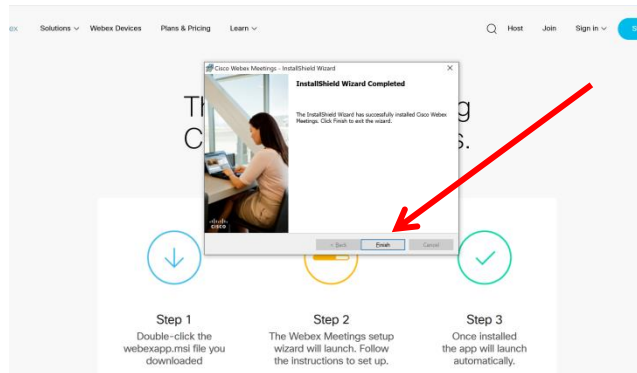 ex Solutions Webex Devices Plans & Pricing Learn Host Join Sign in S
Cisco Webex Meetings - InstallShield Wizard
InstallShield Wizard Completed
The InstallShield Wizard has successfully installed Cisco Webex
Meetings. Click Finish to exit the wizard.
Th g
C s.
CISCO
< Back Finish Cancel
Step 1
Double-click the
webexapp.msi file you
downloaded
Step 2
The Webex Meetings setup
wizard will launch. Follow
the instructions to set up.
Step 3
Once installed
the app will launch
automatically.